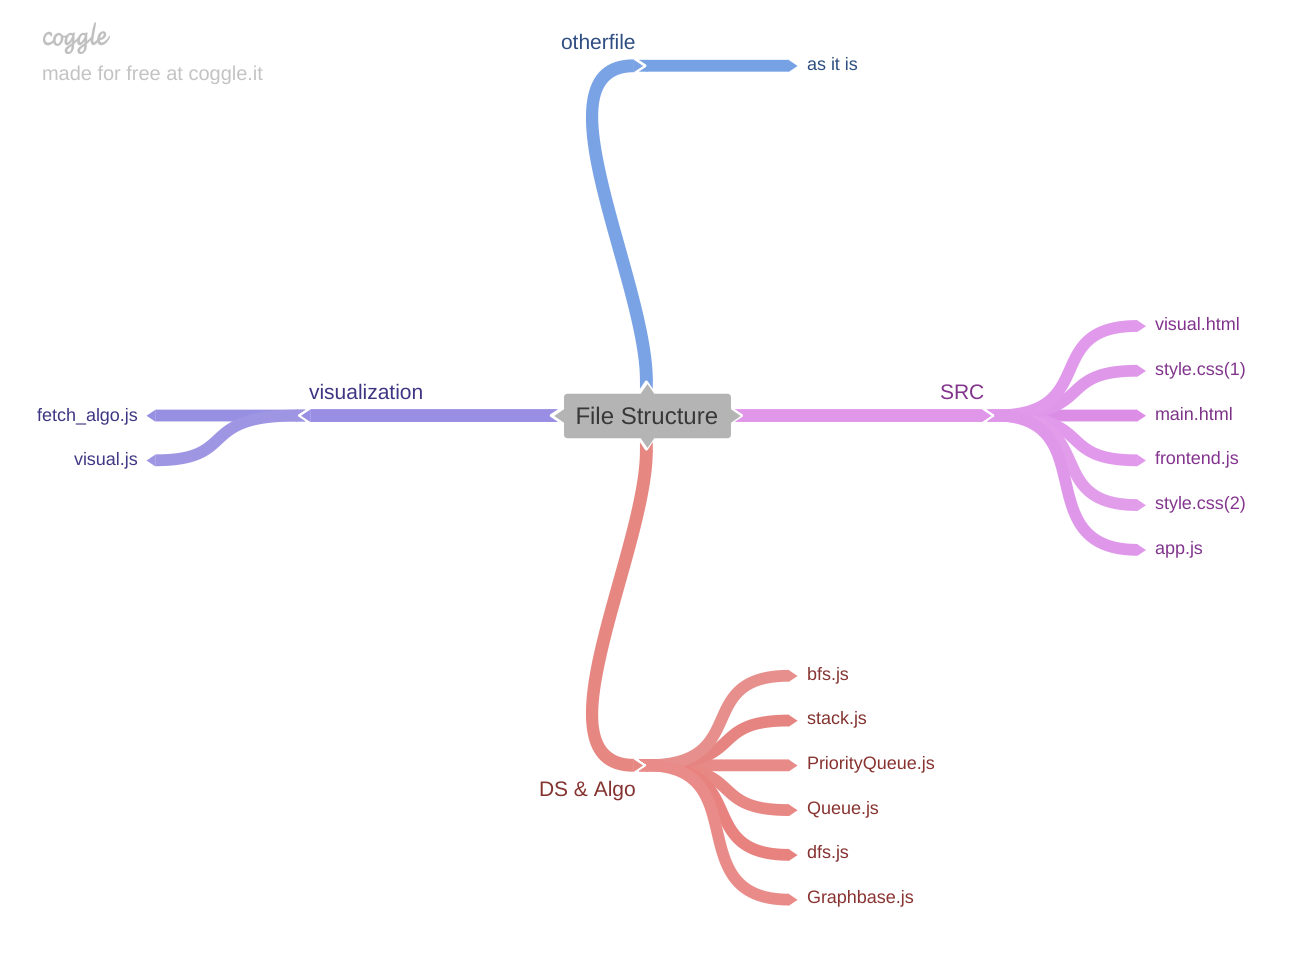 coggle
made for free at coggle.it
otherfile
as it is
visualization
fetch_algo.js
visual.js
File Structure
SRC
visual.html
style.css(1)
main.html
frontend.js
style.css(2)
app.js
DS & Algo
bfs.js
stack.js
PriorityQueue.js
Queue.js
dfs.js
Graphbase.js